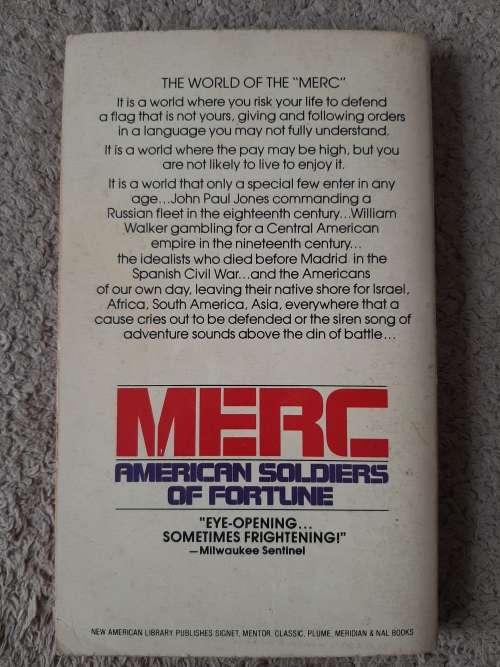 THE WORLD OF THE "MERC"
It is a world where you risk your life to defend
a flag that is not yours, giving and following orders
in a language you may not fully understand.
It is a world where the pay may be high, but you
are not likely to live to enjoy it.
It is a world that only a special few enter in any
age...John Paul Jones commanding a
Russian fleet in the eighteenth century...William
Walker gambling for a Central American
empire in the nineteenth century...
the idealists who died before Madrid in the
Spanish Civil War...and the Americans
of our own day, leaving their native shore for Israel,
Africa, South America, Asia, everywhere that a
cause cries out to be defended or the siren song of
adventure sounds above the din of battle...
MERC
AMERICAN SOLDIERS
OF FORTUNE
"EYE-OPENING...
SOMETIMES FRIGHTENING!"
—Milwaukee Sentinel
NEW AMERICAN LIBRARY PUBLISHES SIGNET, MENTOR, CLASSIC, PLUME, MERIDIAN & NAL BOOKS